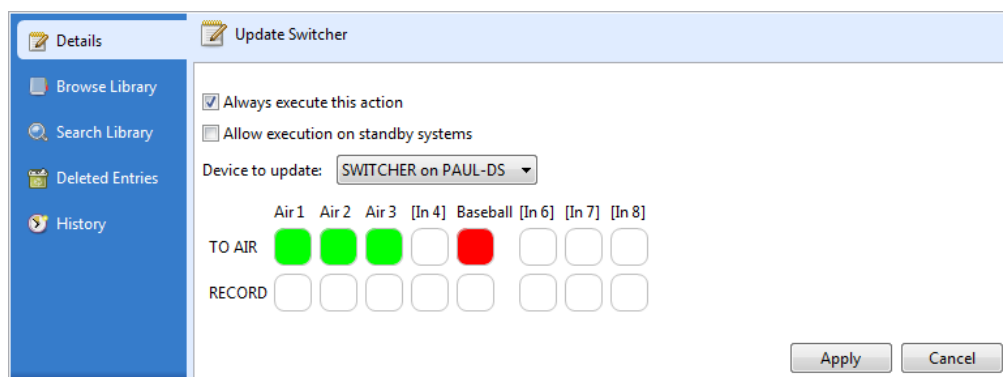 Details
Browse Library
Search Library
Deleted Entries
History
Update Switcher
Always execute this action
Allow execution on standby systems
Device to update: SWITCHER on PAUL-DS
Air 1 Air 2 Air 3 [In 4] Baseball [In 6] [In 7] [In 8]
TO AIR
RECORD
Apply Cancel